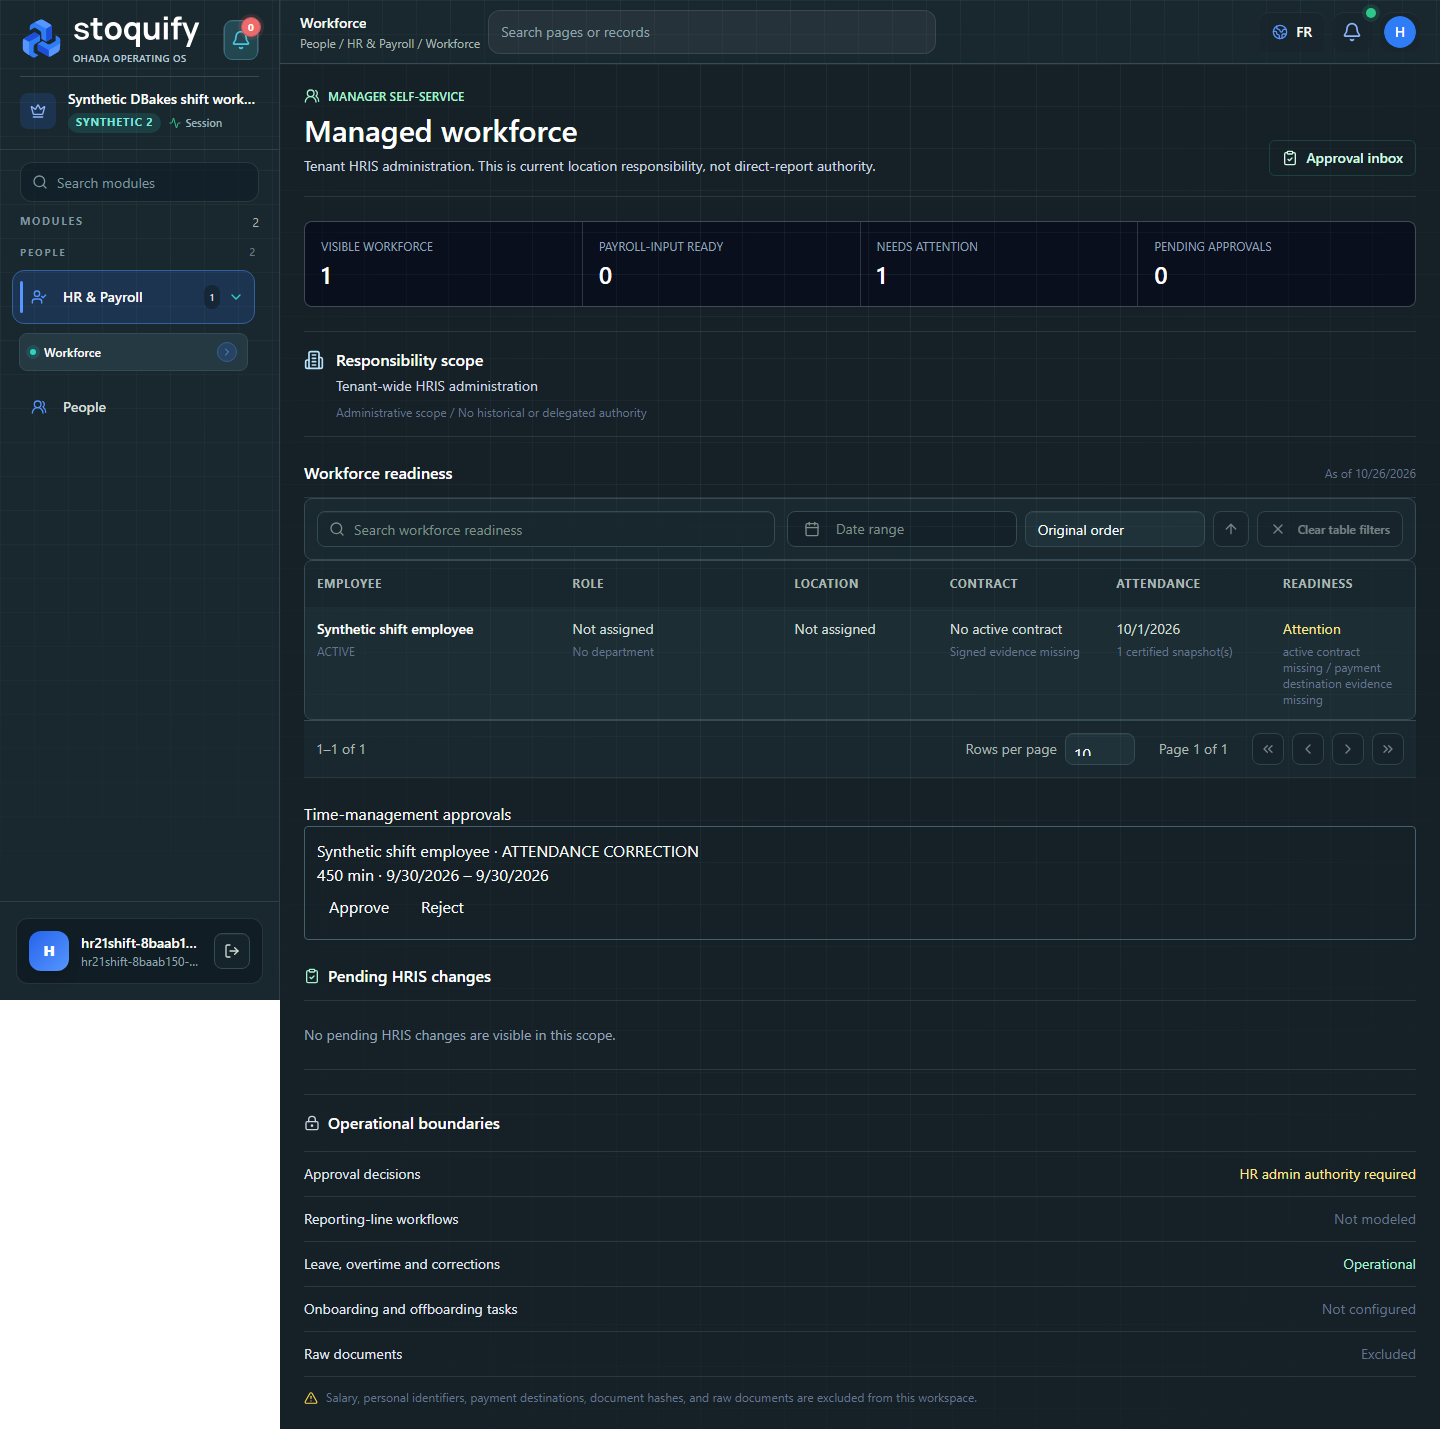 stoquify
OHADA OPERATING OS
0
Synthetic DBakes shift work...
SYNTHETIC 2
Session
Search modules
MODULES
2
PEOPLE
2
HR & Payroll
1
Workforce
People
H
hr21shift-8baab1...
hr21shift-8baab150-...
Workforce
People / HR & Payroll / Workforce
Search pages or records
FR
H
MANAGER SELF-SERVICE
Managed workforce
Tenant HRIS administration. This is current location responsibility, not direct-report authority.
Approval inbox
VISIBLE WORKFORCE
1
PAYROLL-INPUT READY
0
NEEDS ATTENTION
1
PENDING APPROVALS
0
Responsibility scope
Tenant-wide HRIS administration
Administrative scope / No historical or delegated authority
Workforce readiness
As of 10/26/2026
Search workforce readiness
Date range
Original order
Clear table filters
EMPLOYEE
ROLE
LOCATION
CONTRACT
ATTENDANCE
READINESS
Synthetic shift employee
ACTIVE
Not assigned
No department
Not assigned
No active contract
Signed evidence missing
10/1/2026
1 certified snapshot(s)
Attention
active contract
missing / payment
destination evidence
missing
1–1 of 1
Rows per page
10
Page 1 of 1
Time-management approvals
Synthetic shift employee · ATTENDANCE CORRECTION
450 min · 9/30/2026 – 9/30/2026
Approve
Reject
Pending HRIS changes
No pending HRIS changes are visible in this scope.
Operational boundaries
Approval decisions
HR admin authority required
Reporting-line workflows
Not modeled
Leave, overtime and corrections
Operational
Onboarding and offboarding tasks
Not configured
Raw documents
Excluded
Salary, personal identifiers, payment destinations, document hashes, and raw documents are excluded from this workspace.